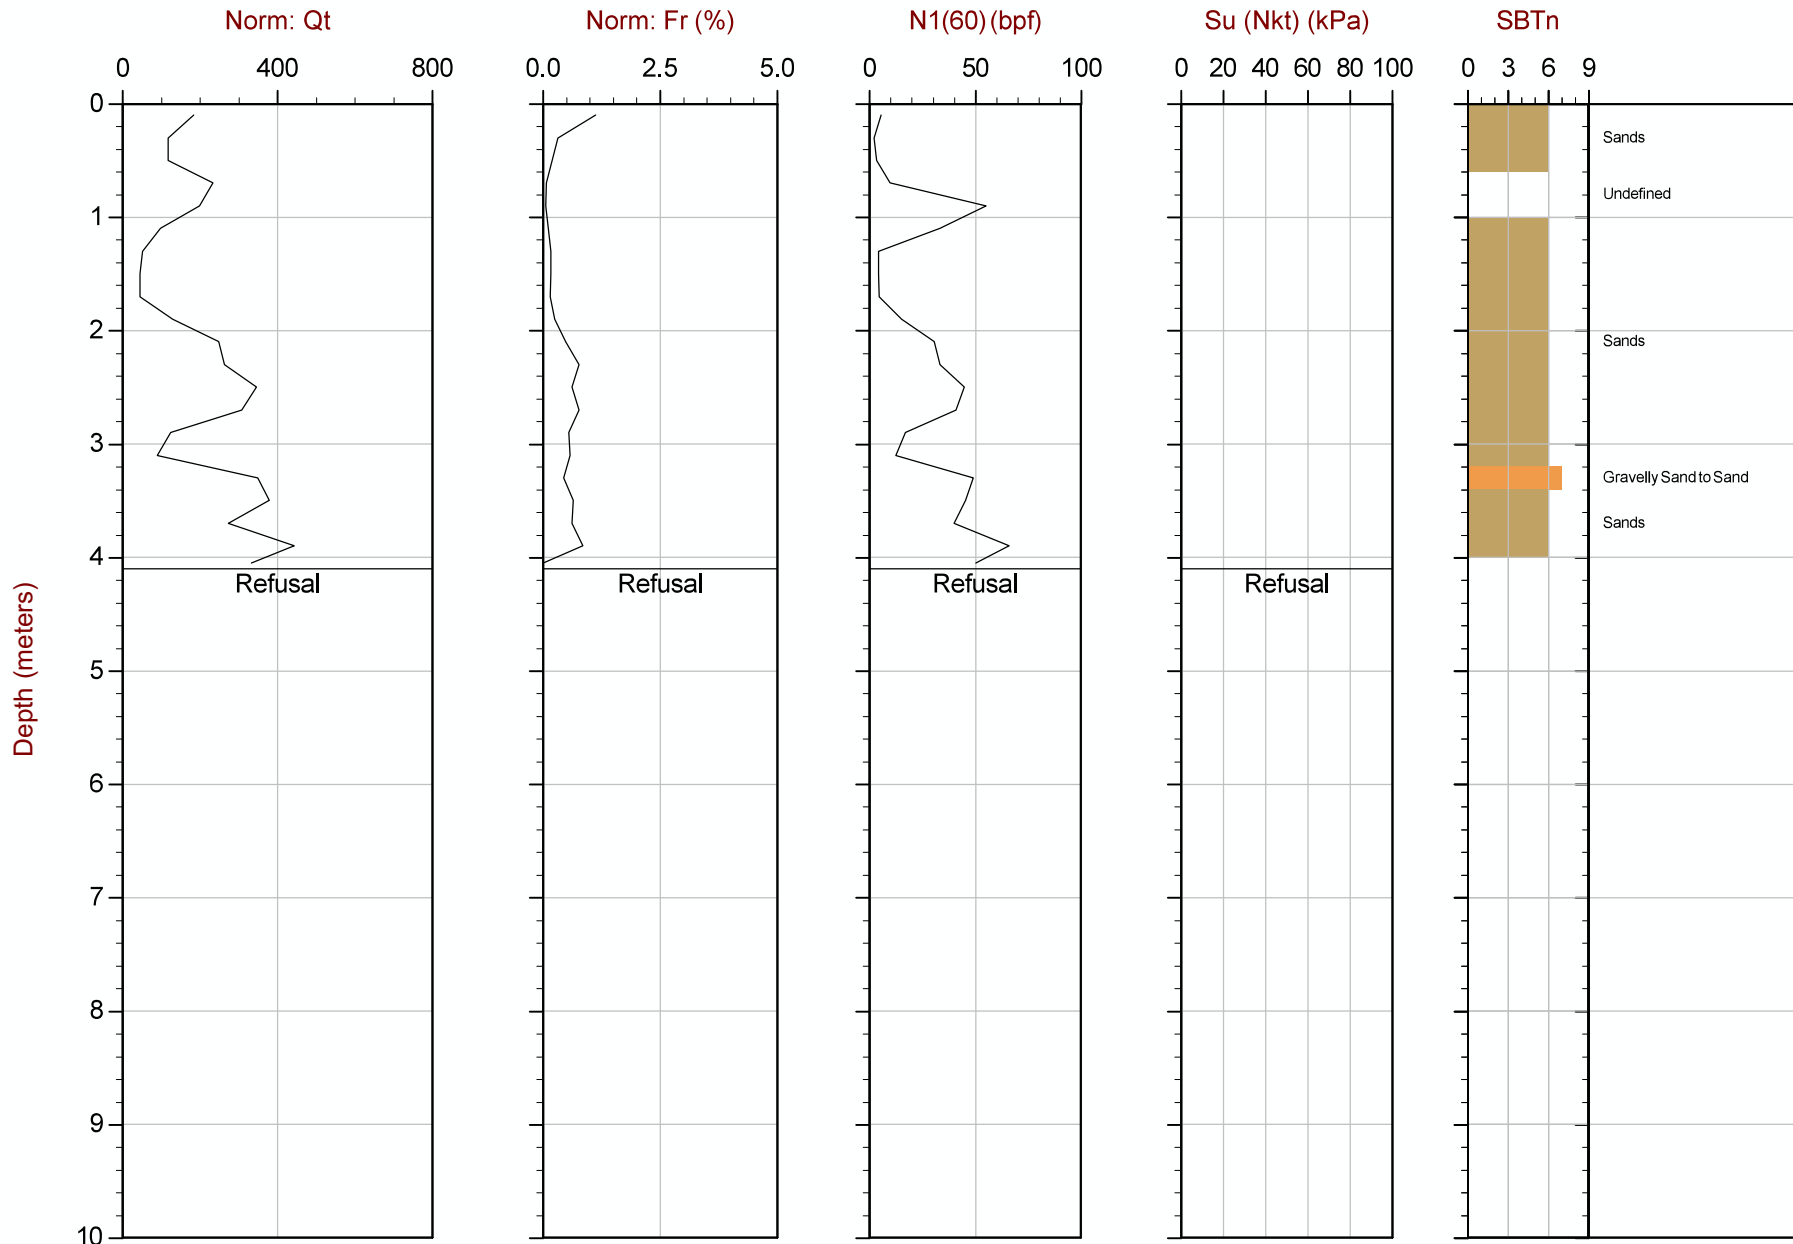 Norm: Qt Norm: Fr (%) N1(60) (bpf) Su (Nkt) (kPa) SBTn
0 400 800 0.0 2.5 5.0 0 50 100 0 20 40 60 80 100 0 3 6 9
0
Sands
Undefined
1
2
Sands
3
Gravelly Sand to Sand
Sands
4
Refusal Refusal Refusal Refusal
5
Depth (meters)
6
7
8
9
10